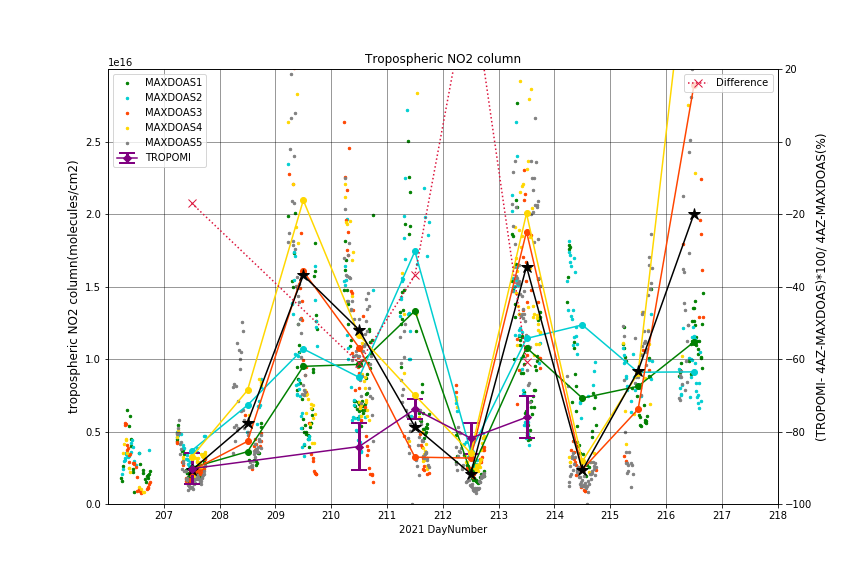 Tropospheric NO2 column
1e16
MAXDOAS1
MAXDOAS2
MAXDOAS3
MAXDOAS4
MAXDOAS5
TROPOMI
Difference
tropospheric NO2 column(molecules/cm2)
2.5
2.0
1.5
1.0
0.5
0.0
20
0
−20
−40
−60
−80
−100
(TROPOMI- 4AZ-MAXDOAS)*100/ 4AZ-MAXDOAS(%)
207 208 209 210 211 212 213 214 215 216 217 218
2021 DayNumber